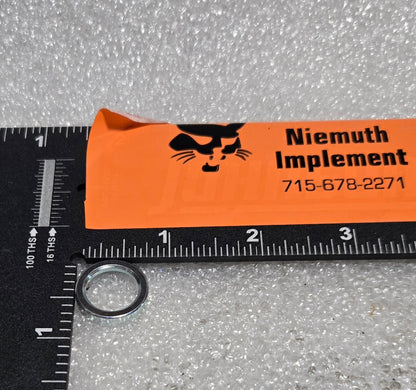 1
Niemuth
Implement
715-678-2271
100 THS
16 THS
1 2 3
1